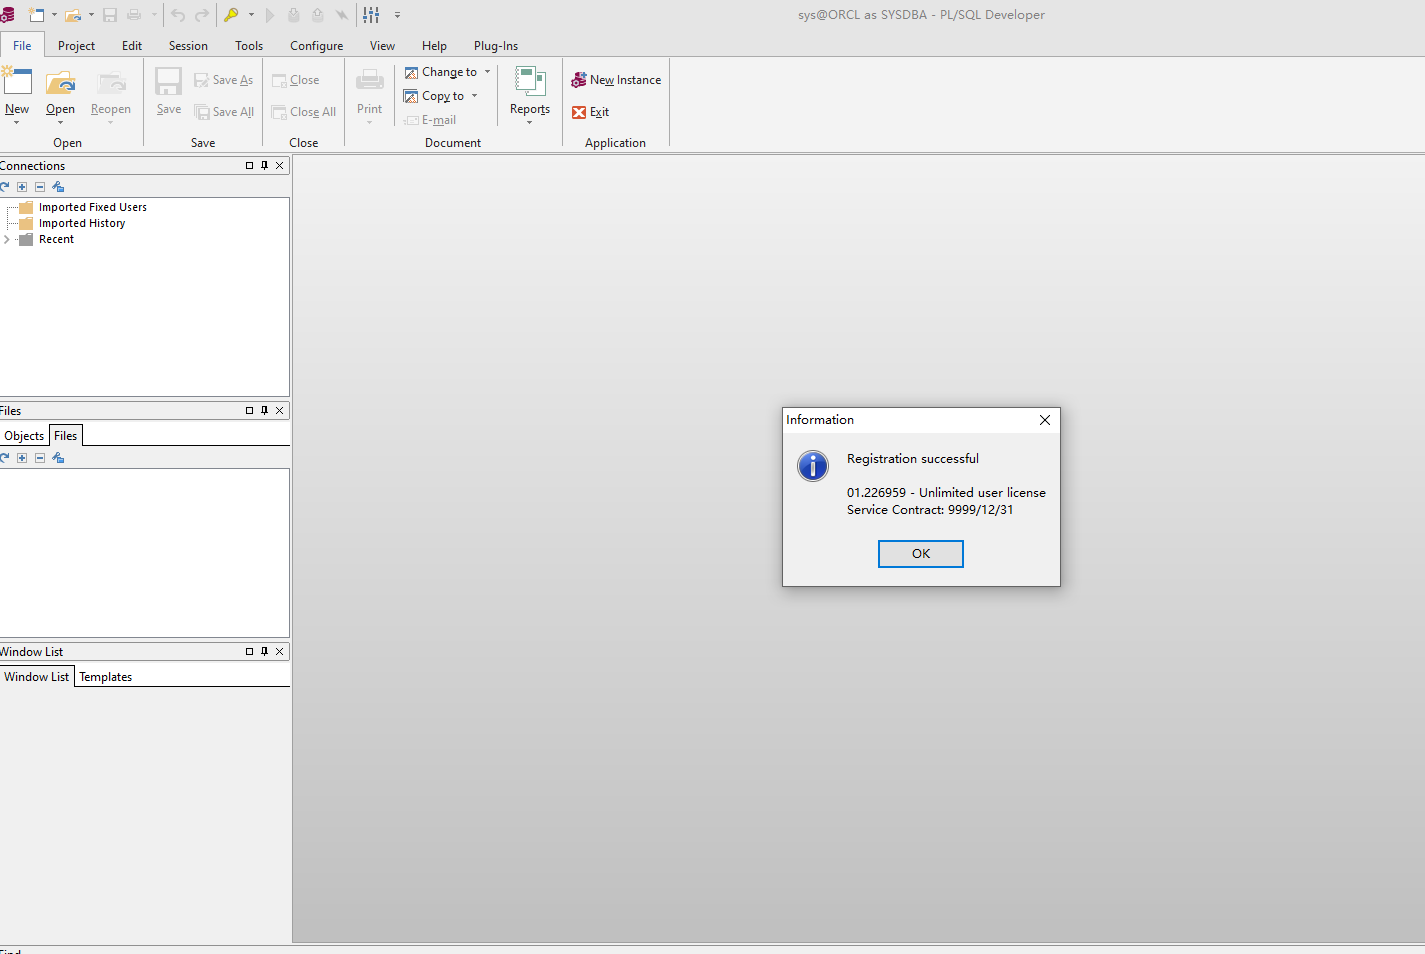 sys@ORCL as SYSDBA - PL/SQL Developer
File Project Edit Session Tools Configure View Help Plug-Ins
New Open Reopen
Open
Save Save As
Save All
Save
Close
Close All
Close
Print
Change to
Copy to
E-mail
Reports
Document
New Instance
Exit
Application
Connections
Imported Fixed Users
Imported History
Recent
Files
Objects Files
Window List
Window List Templates
Information
Registration successful
01.226959 - Unlimited user license
Service Contract: 9999/12/31
OK